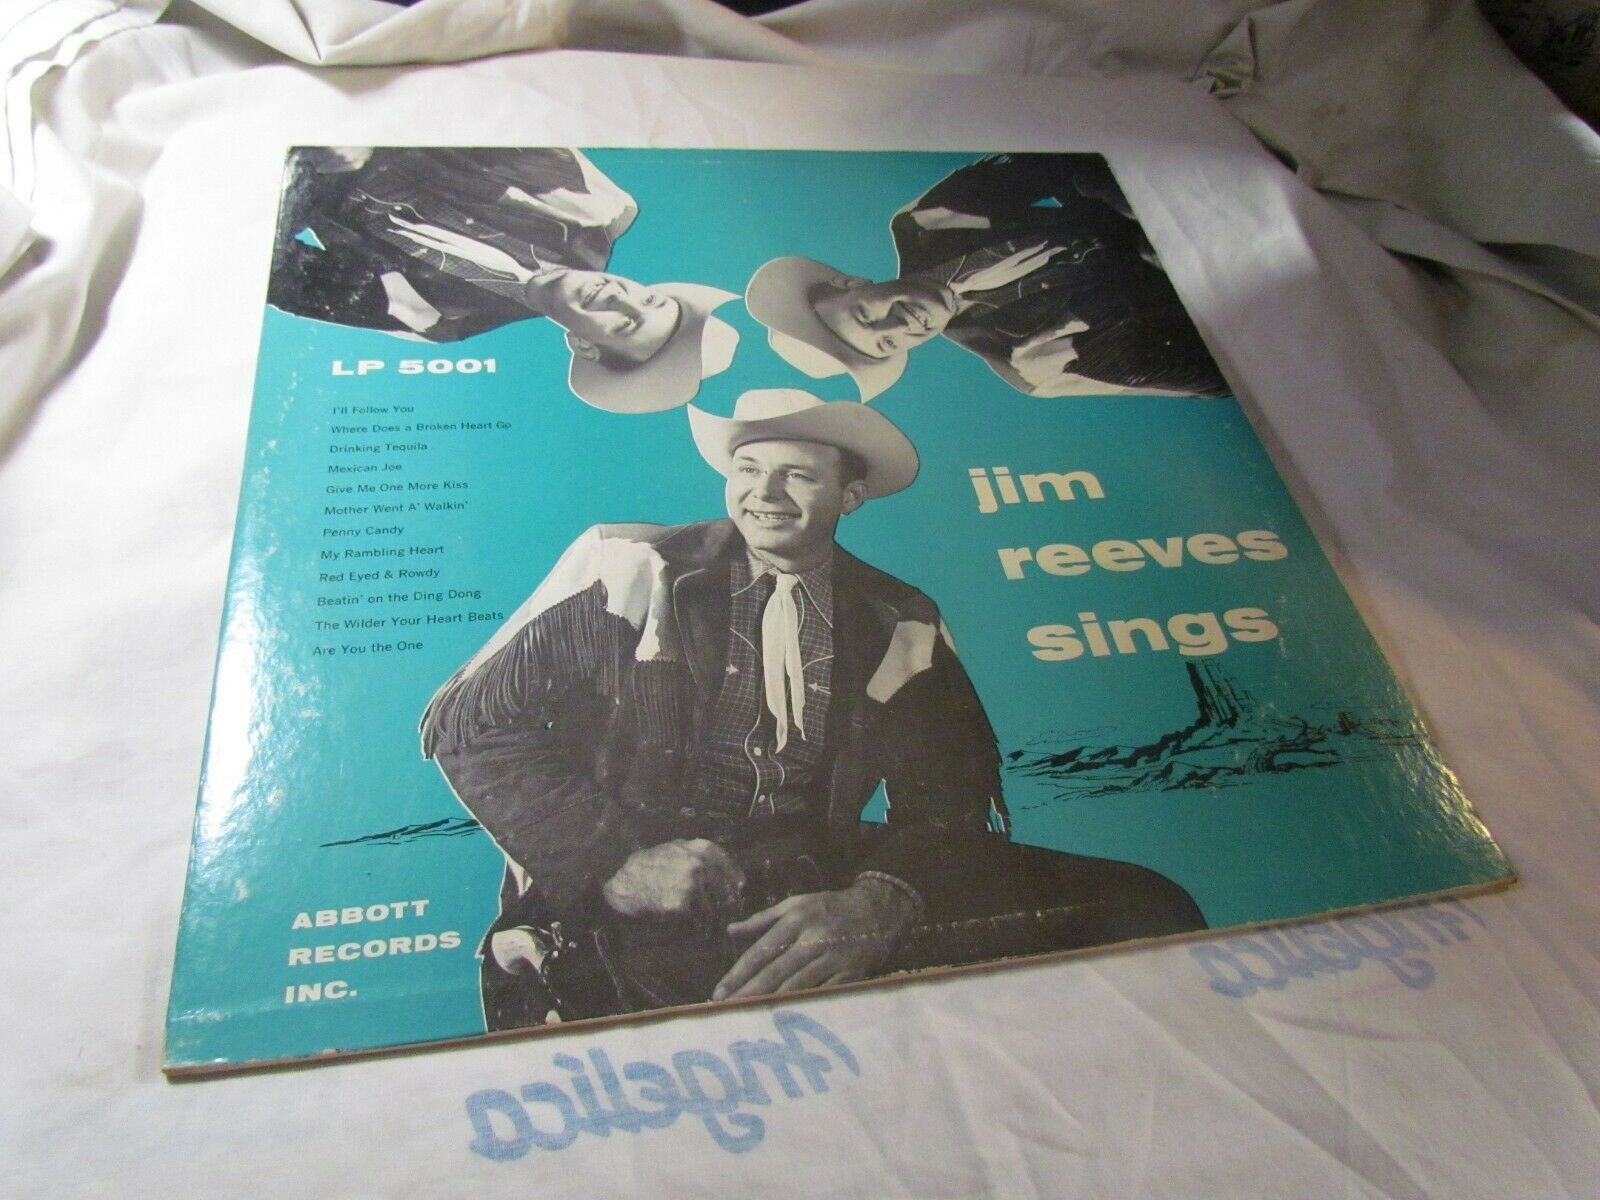 LP 5001
I'll Follow You
Where Does a Broken Heart Go
Drinking Tequila
Mexican Joe
Give Me One More Kiss
Mother Went A' Walkin'
Penny Candy
My Rambling Heart
Red Eyed & Rowdy
Beatin' on the Ding Dong
The Wilder Your Heart Beats
Are You the One
jim
reeves
sings
ABBOTT
RECORDS
INC.
Angelica
Angelica